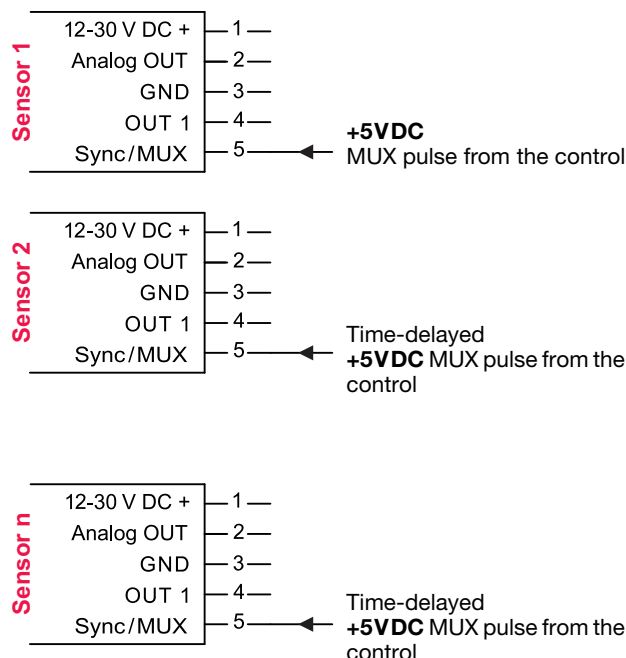 Sensor 1
12-30 V DC + 1
Analog OUT 2
GND 3
OUT 1 4
Sync/MUX 5
+5VDC
MUX pulse from the control
Sensor 2
12-30 V DC + 1
Analog OUT 2
GND 3
OUT 1 4
Sync/MUX 5
Time-delayed
+5VDC MUX pulse from the
control
Sensor n
12-30 V DC + 1
Analog OUT 2
GND 3
OUT 1 4
Sync/MUX 5
Time-delayed
+5VDC MUX pulse from the
control